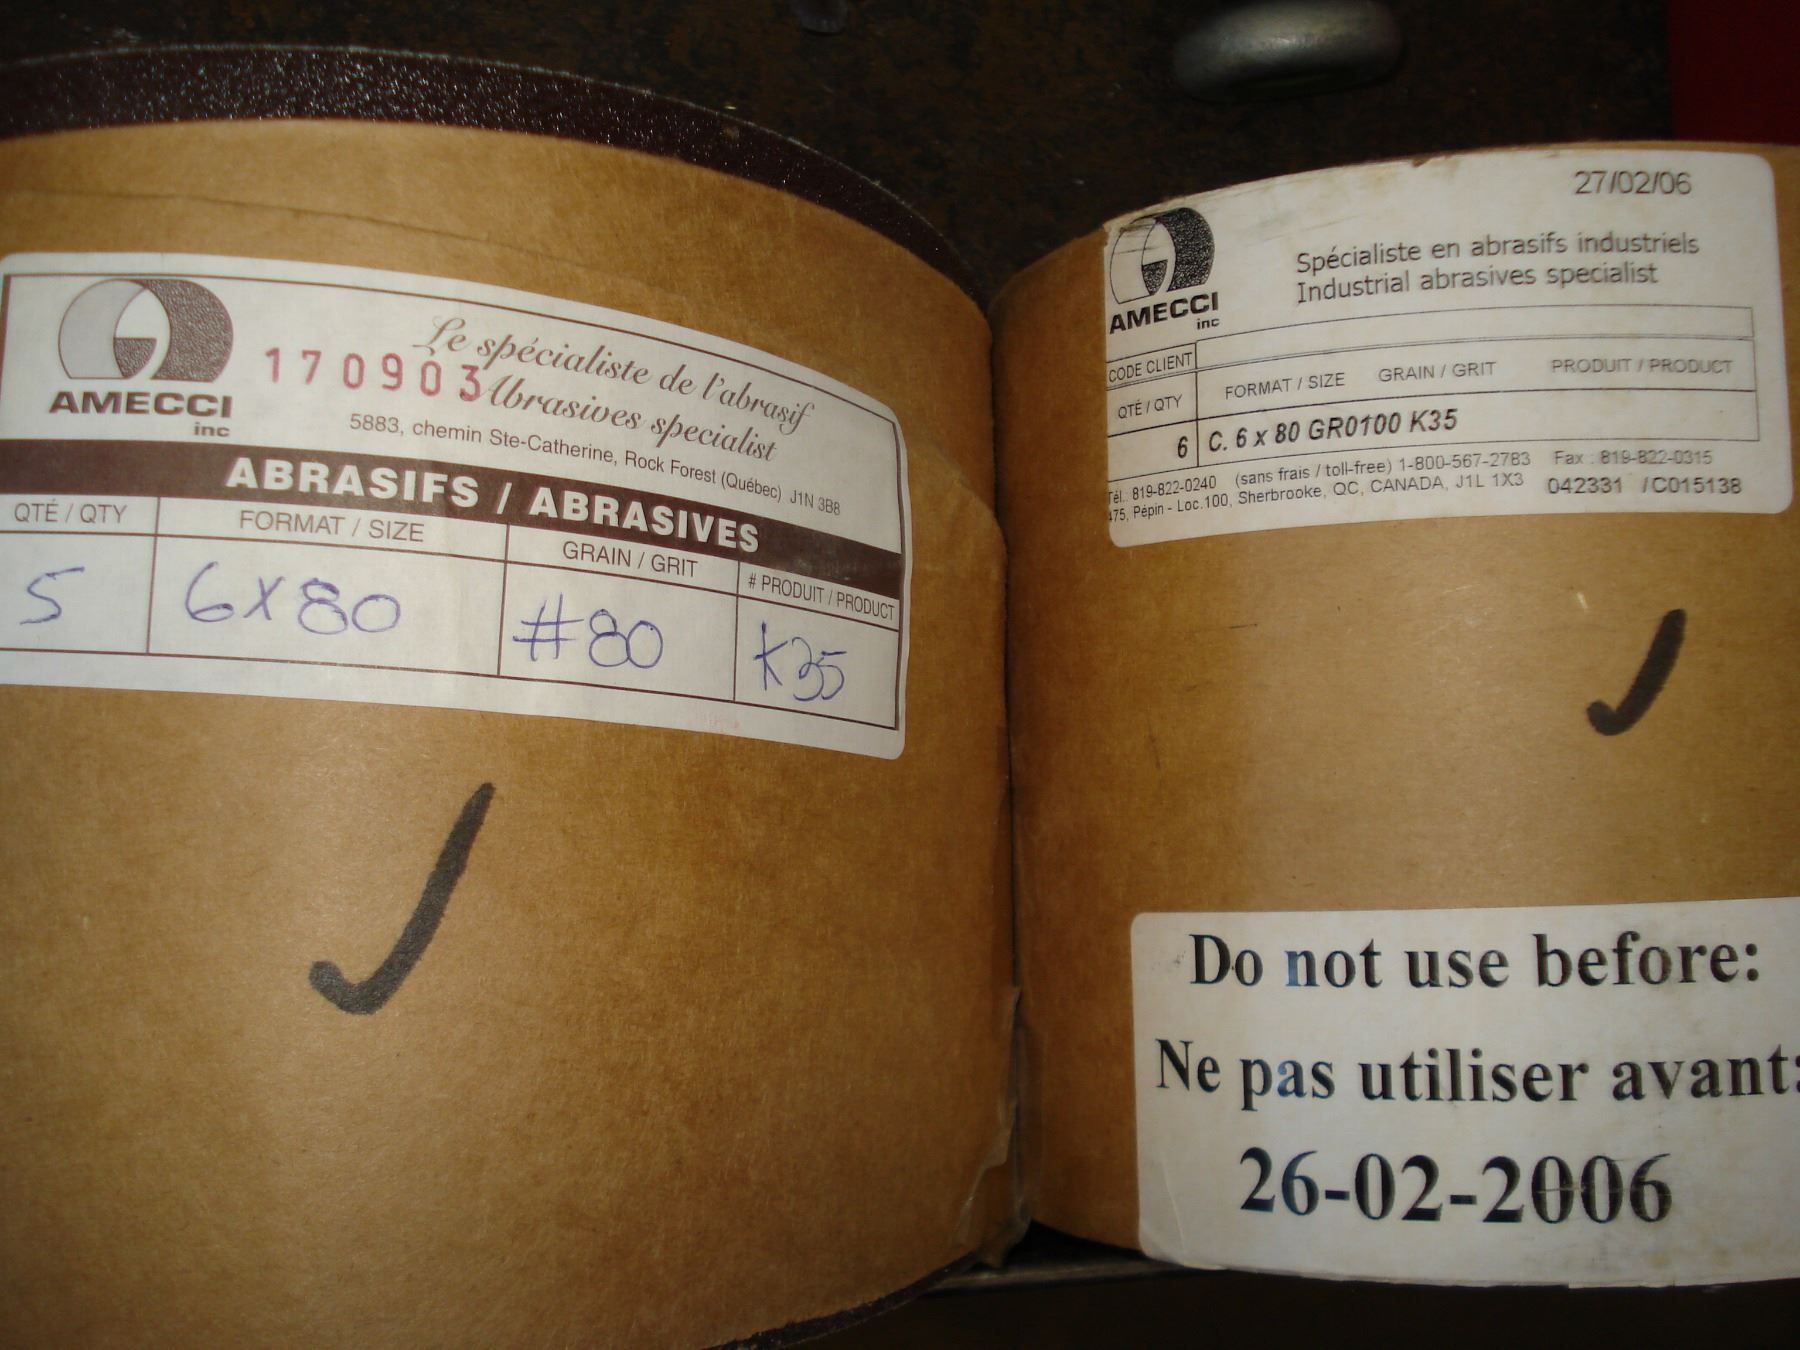 AMECCI
inc
170903
Le spécialiste de l'abrasif
Abrasives specialist
5883, chemin Ste-Catherine, Rock Forest (Québec) J1N 3B8
ABRASIFS / ABRASIVES
QTÉ / QTY FORMAT / SIZE GRAIN / GRIT # PRODUIT / PRODUCT
5 6x80 #80 K35
27/02/06
AMECCI
inc
Spécialiste en abrasifs industriels
Industrial abrasives specialist
CODE CLIENT
QTÉ / QTY FORMAT / SIZE GRAIN / GRIT PRODUIT / PRODUCT
6 C. 6 x 80 GR0100 K35
Tél.: 819-822-0240 (sans frais / toll-free) 1-800-567-2783 Fax : 819-822-0315
475, Pépin - Loc.100, Sherbrooke, QC, CANADA, J1L 1X3 042331 /C015138
Do not use before:
Ne pas utiliser avant:
26-02-2006